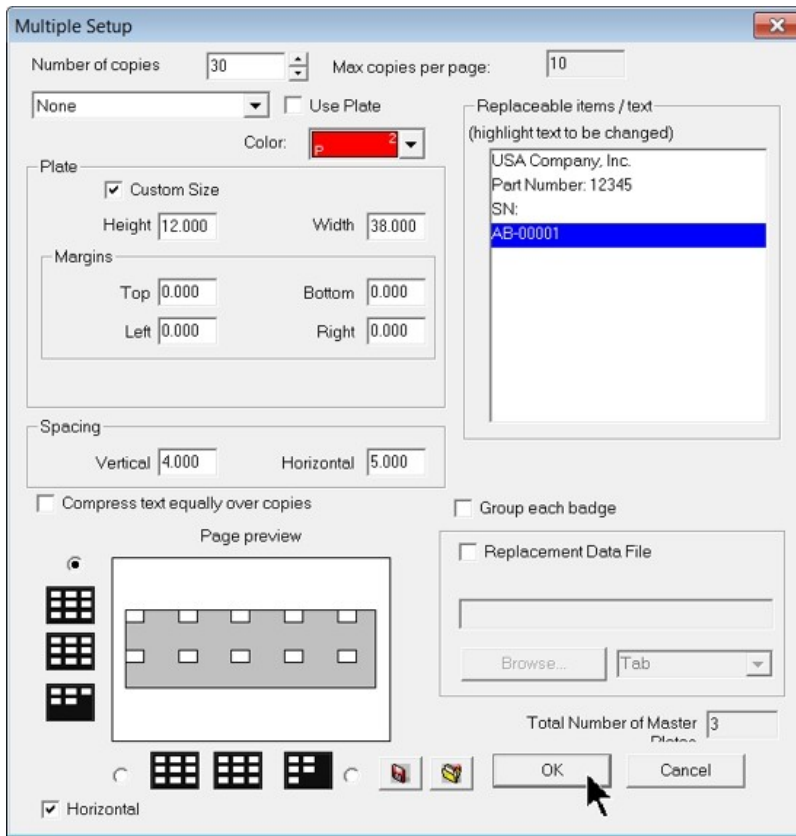 Multiple Setup
Number of copies 30 Max copies per page: 10
None Use Plate
Color: P 2
Plate
Custom Size
Height 12.000 Width 38.000
Margins
Top 0.000 Bottom 0.000
Left 0.000 Right 0.000
Replaceable items / text
(highlight text to be changed)
USA Company, Inc.
Part Number: 12345
SN:
AB-00001
Spacing
Vertical 4.000 Horizontal 5.000
Compress text equally over copies
Group each badge
Page preview
Replacement Data File
Browse... Tab
Total Number of Master 3
Plates
OK Cancel
Horizontal